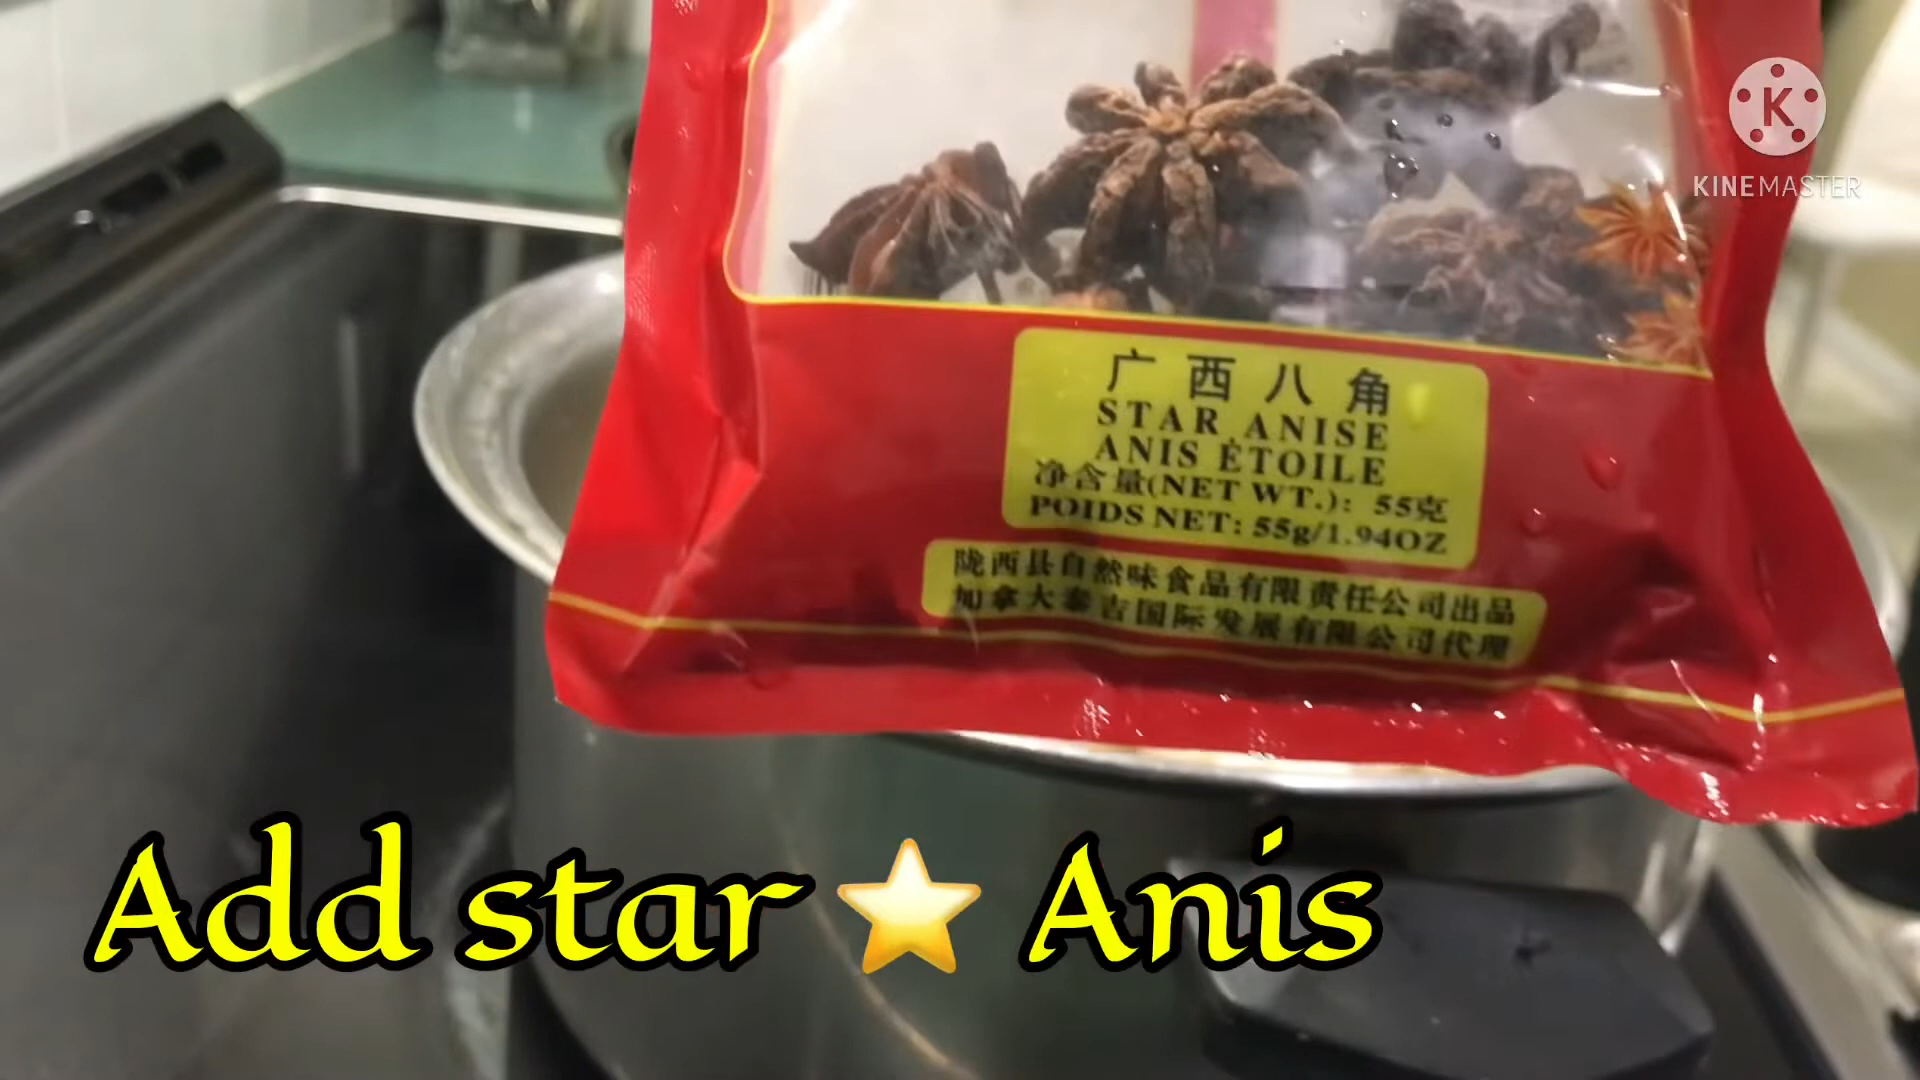 K
KINEMASTER
广西八角
STAR ANISE
ANIS ÉTOILE
净含量(NET WT.): 55克
POIDS NET: 55g/1.94OZ
陇西县自然味食品有限责任公司出品
加拿大泰吉国际发展有限公司代理
Add star ⭐ Anis